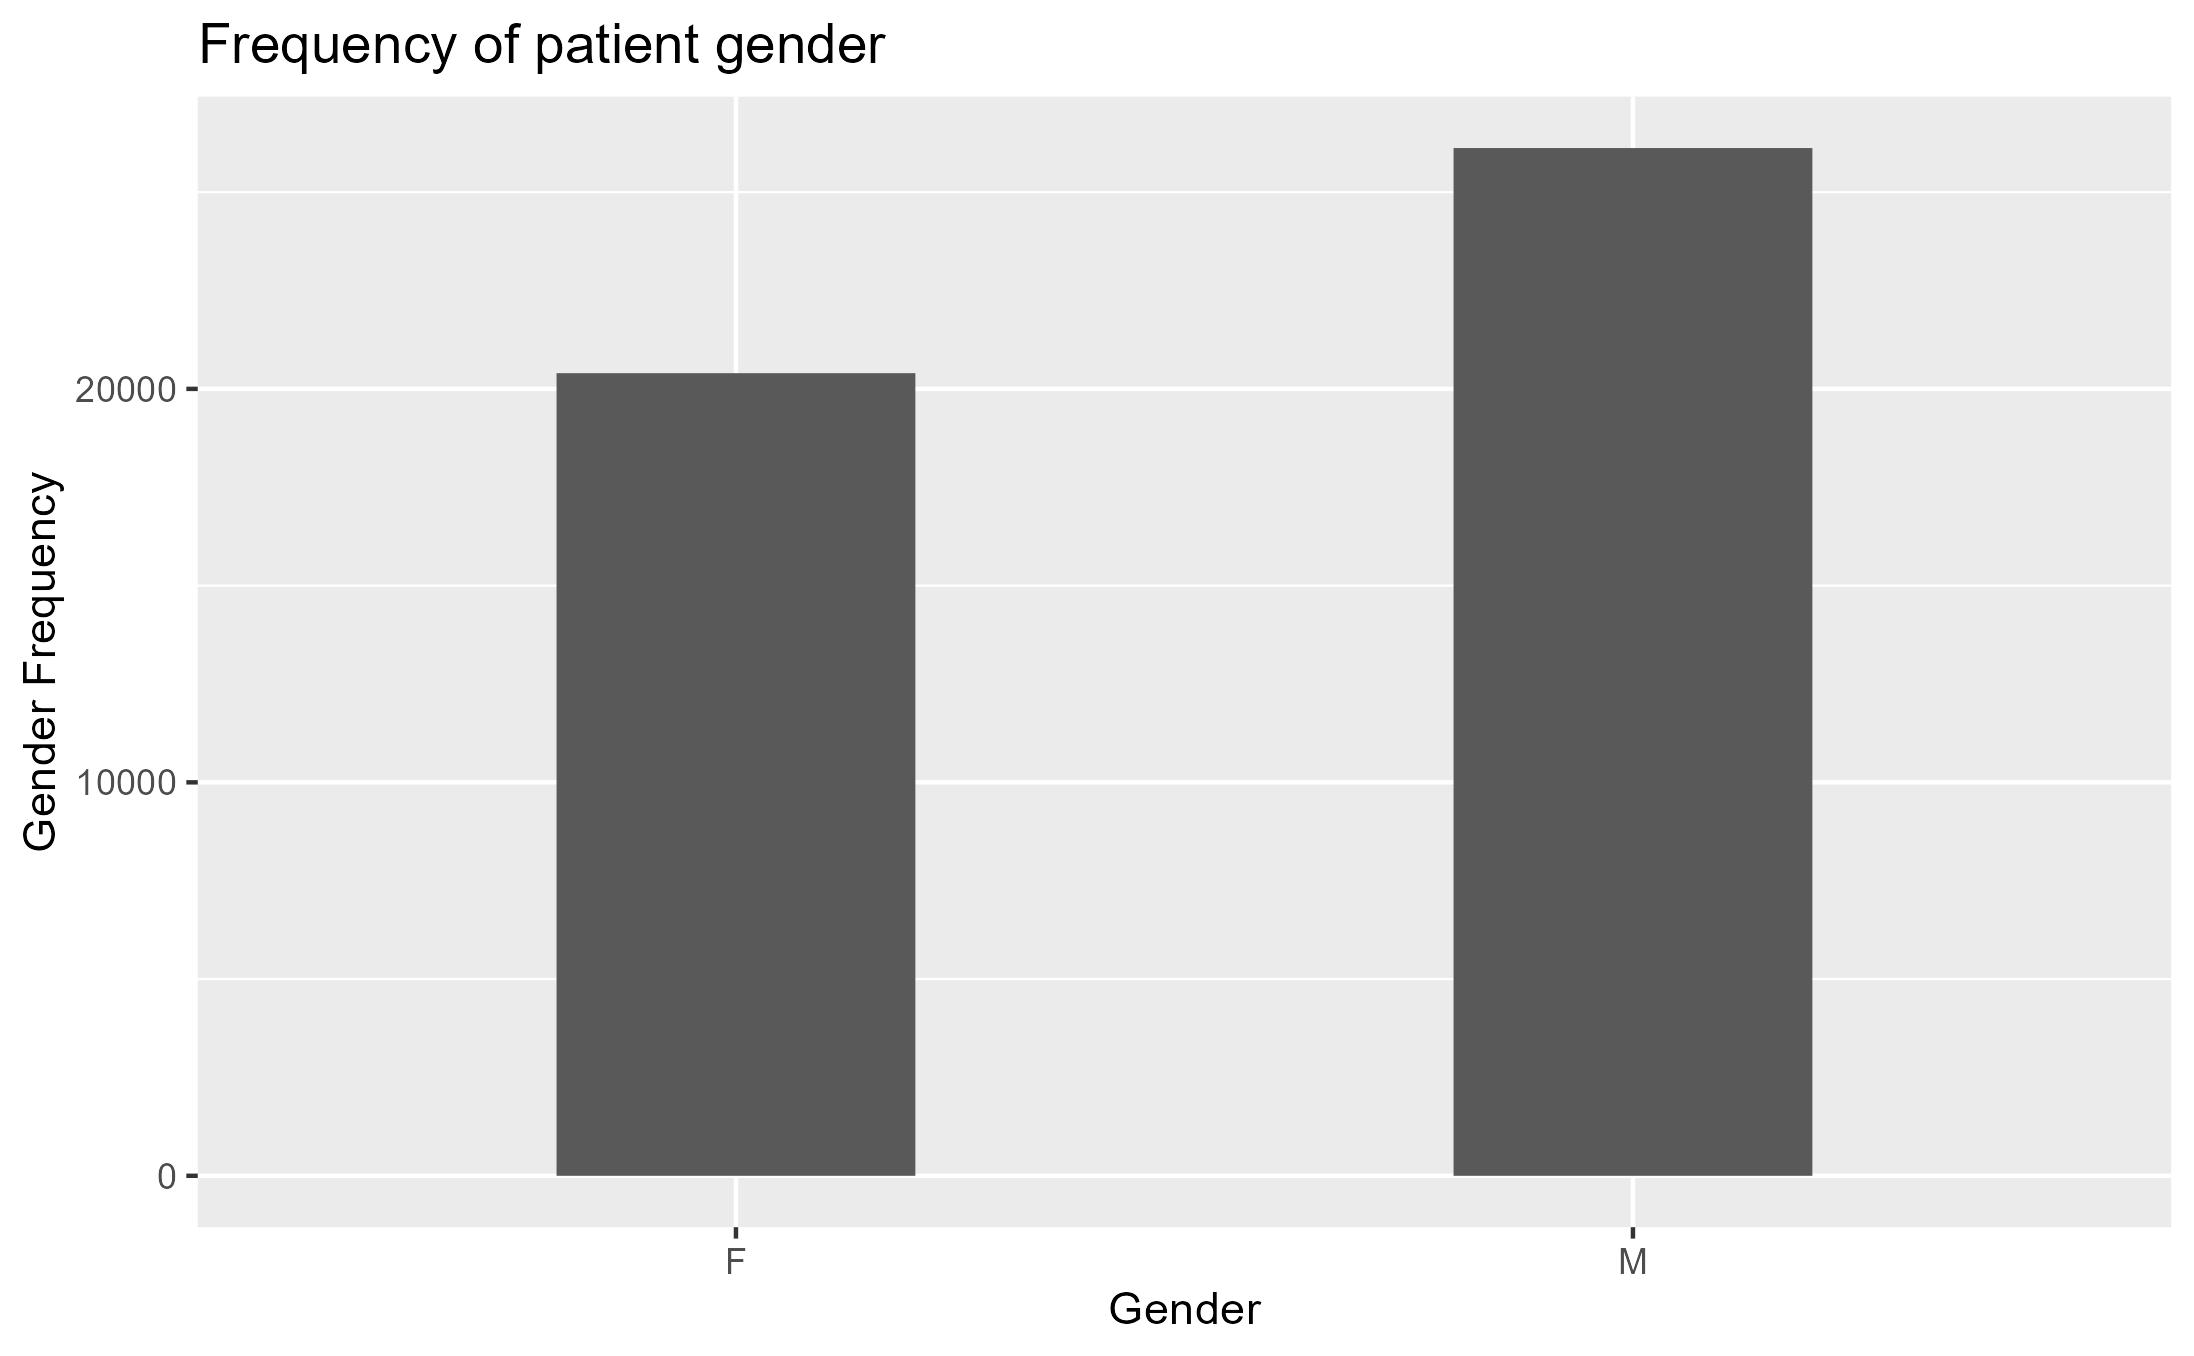 Frequency of patient gender
Gender Frequency
20000
10000
0
F
M
Gender